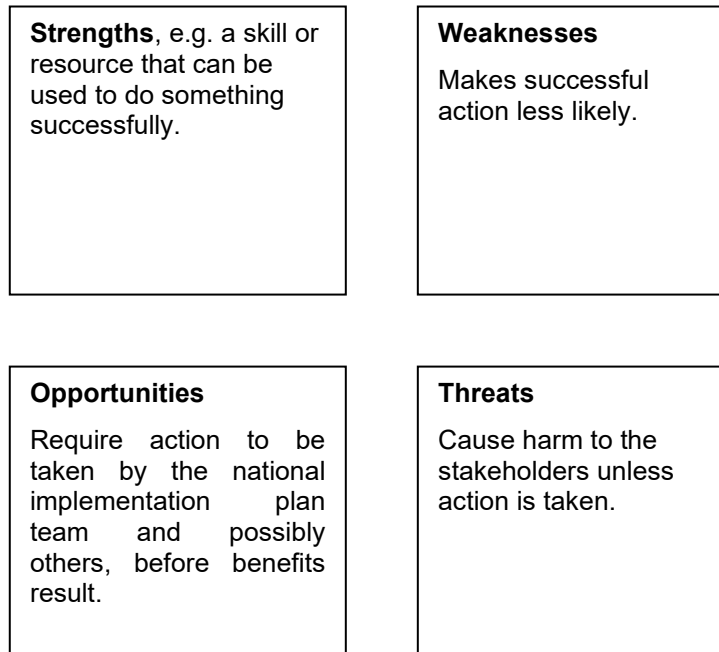 Strengths, e.g. a skill or
resource that can be
used to do something
successfully.
Weaknesses
Makes successful
action less likely.
Opportunities
Require action to be
taken by the national
implementation plan
team and possibly
others, before benefits
result.
Threats
Cause harm to the
stakeholders unless
action is taken.